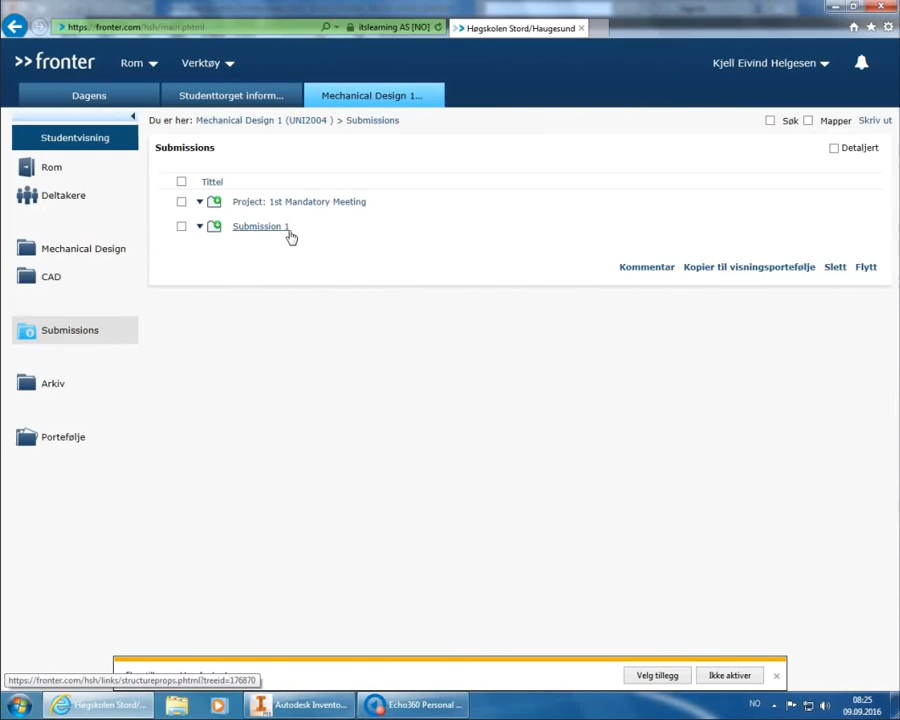 https://fronter.com/hsh/main.phtml
itslearning AS [NO]
Høgskolen Stord/Haugesund
>> fronter
Rom
Verktøy
Kjell Eivind Helgesen
Dagens
Studenttorget inform...
Mechanical Design 1...
Studentvisning
Du er her: Mechanical Design 1 (UNI2004 ) > Submissions
Søk
Mapper
Skriv ut
Submissions
Detaljert
Rom
Tittel
Deltakere
Project: 1st Mandatory Meeting
Submission 1
Mechanical Design
Kommentar
Kopier til visningsportefølje
Slett
Flytt
CAD
Submissions
Arkiv
Portefølje
Velg tillegg
Ikke aktiver
https://fronter.com/hsh/links/structureprops.phtml?treeid=176870
Høgskolen Stord/...
Autodesk Invento...
Echo360 Personal ...
NO
08:25
09.09.2016